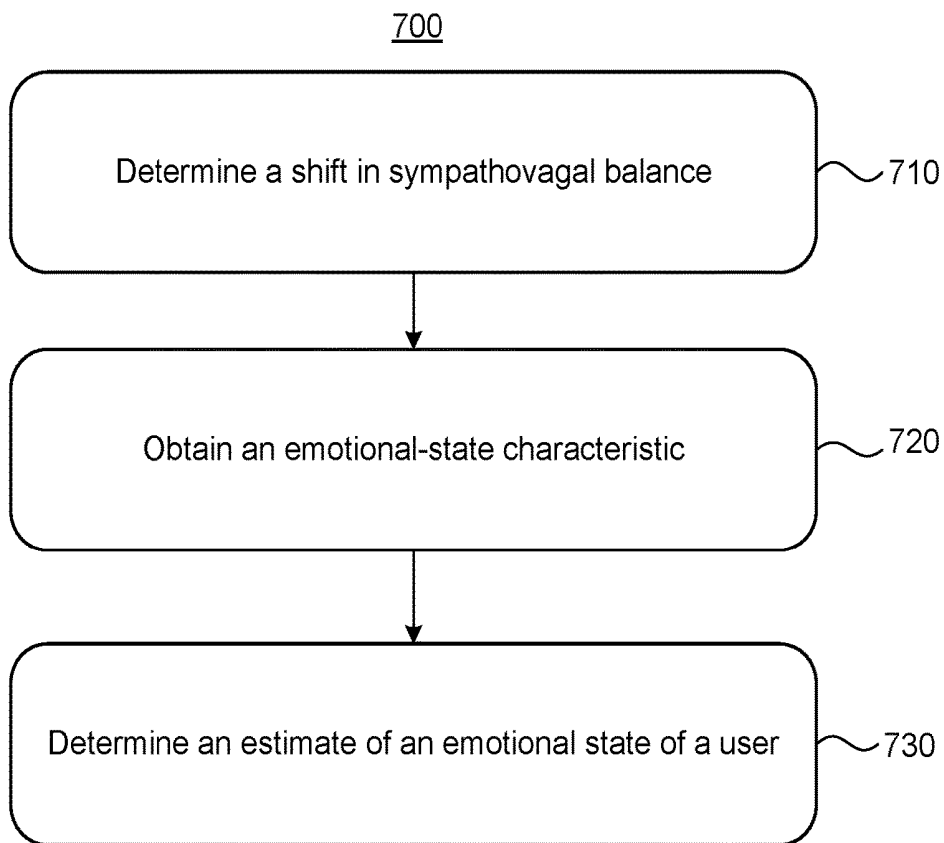 700
Determine a shift in sympathovagal balance
710
Obtain an emotional-state characteristic
720
Determine an estimate of an emotional state of a user
730